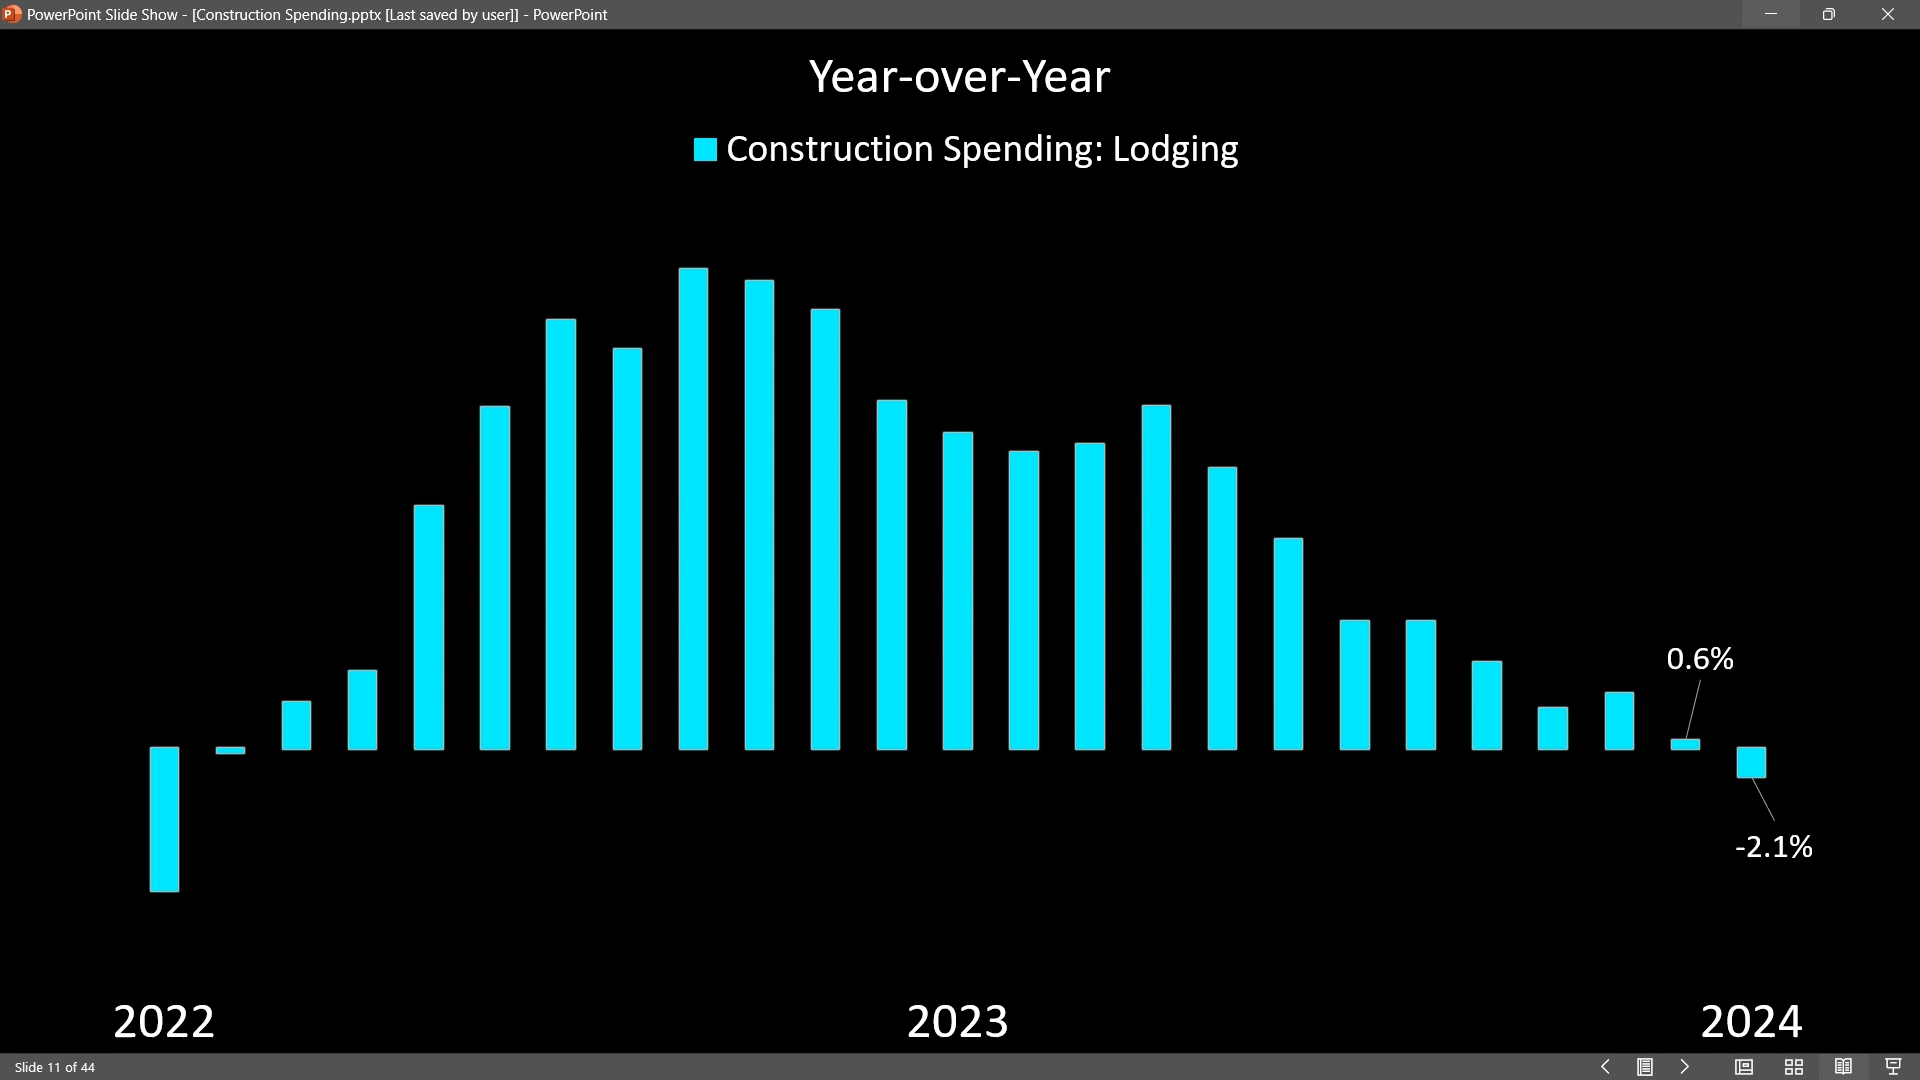 PowerPoint Slide Show - [Construction Spending.pptx [Last saved by user]] - PowerPoint
Year-over-Year
Construction Spending: Lodging
0.6%
-2.1%
2022
2023
2024
Slide 11 of 44